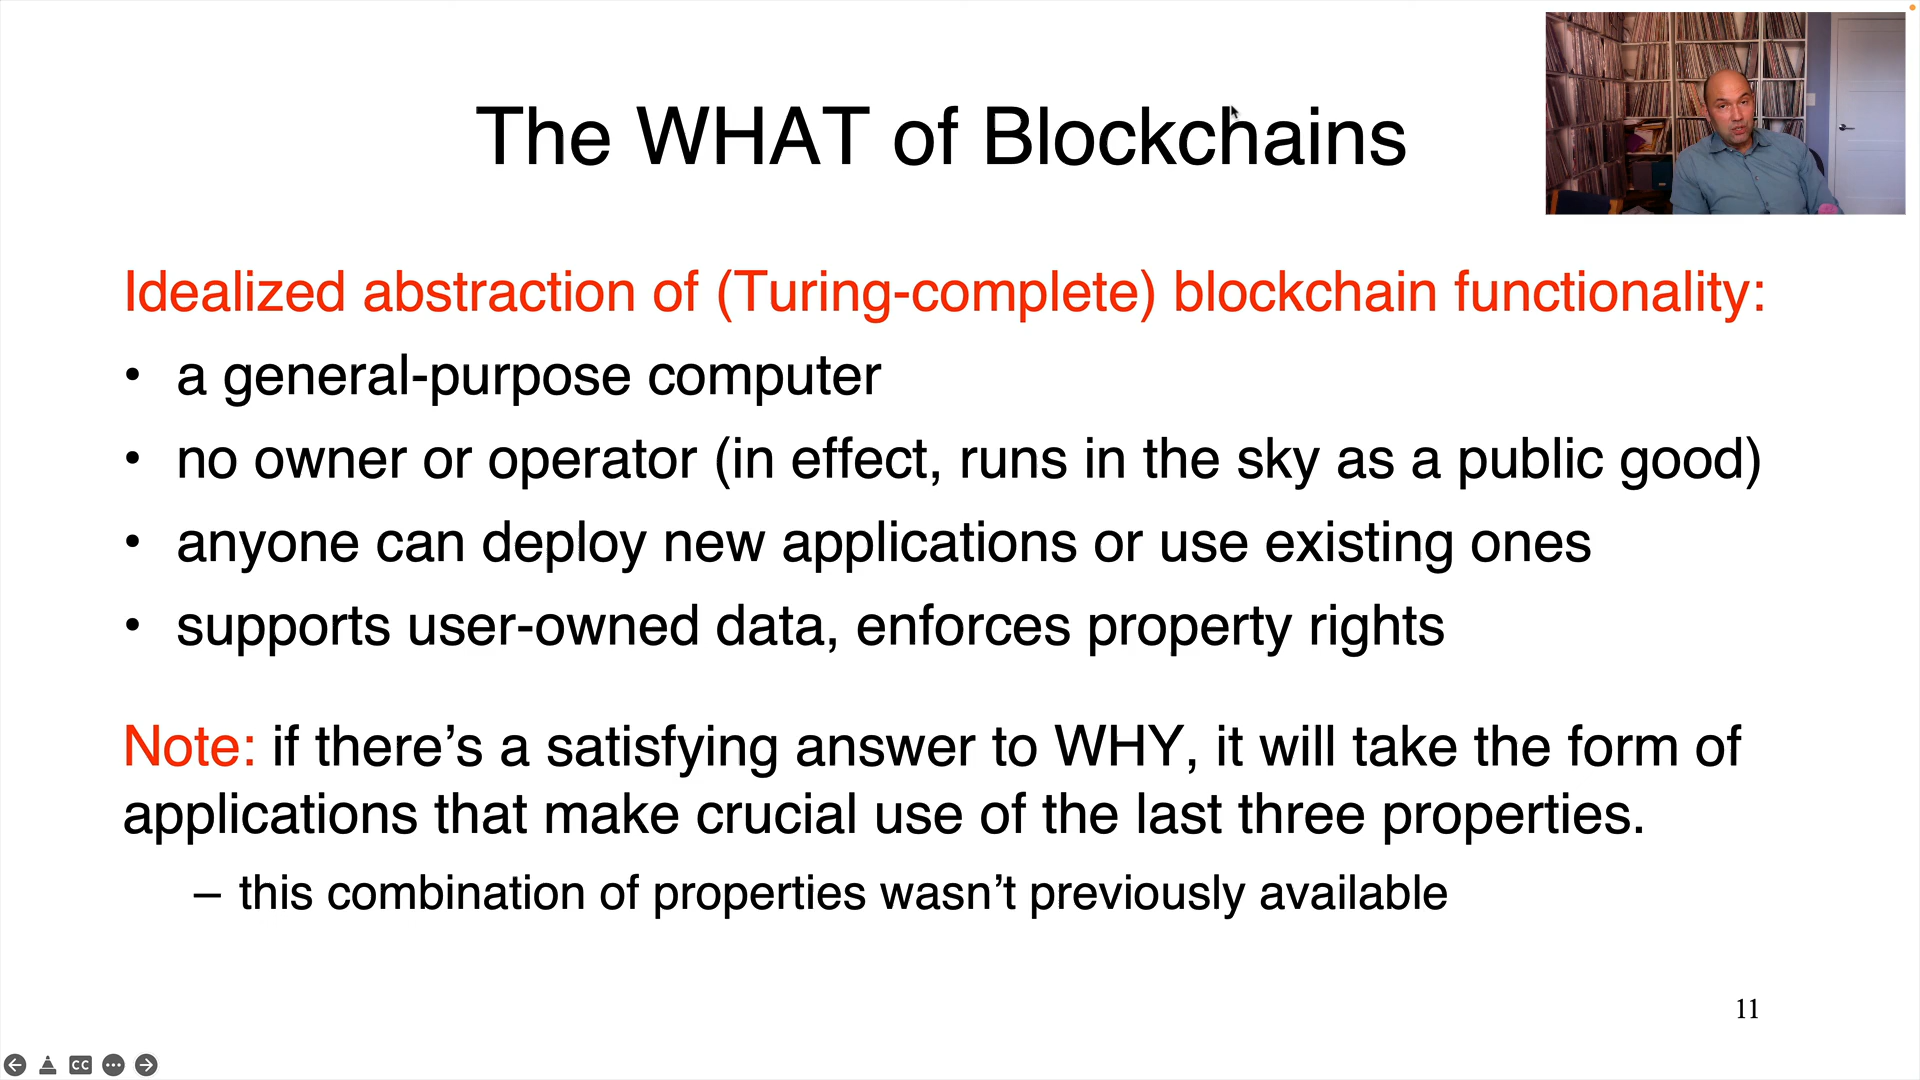 The WHAT of Blockchains
Idealized abstraction of (Turing-complete) blockchain functionality:
• a general-purpose computer
• no owner or operator (in effect, runs in the sky as a public good)
• anyone can deploy new applications or use existing ones
• supports user-owned data, enforces property rights
Note: if there’s a satisfying answer to WHY, it will take the form of
applications that make crucial use of the last three properties.
– this combination of properties wasn’t previously available
11
CC